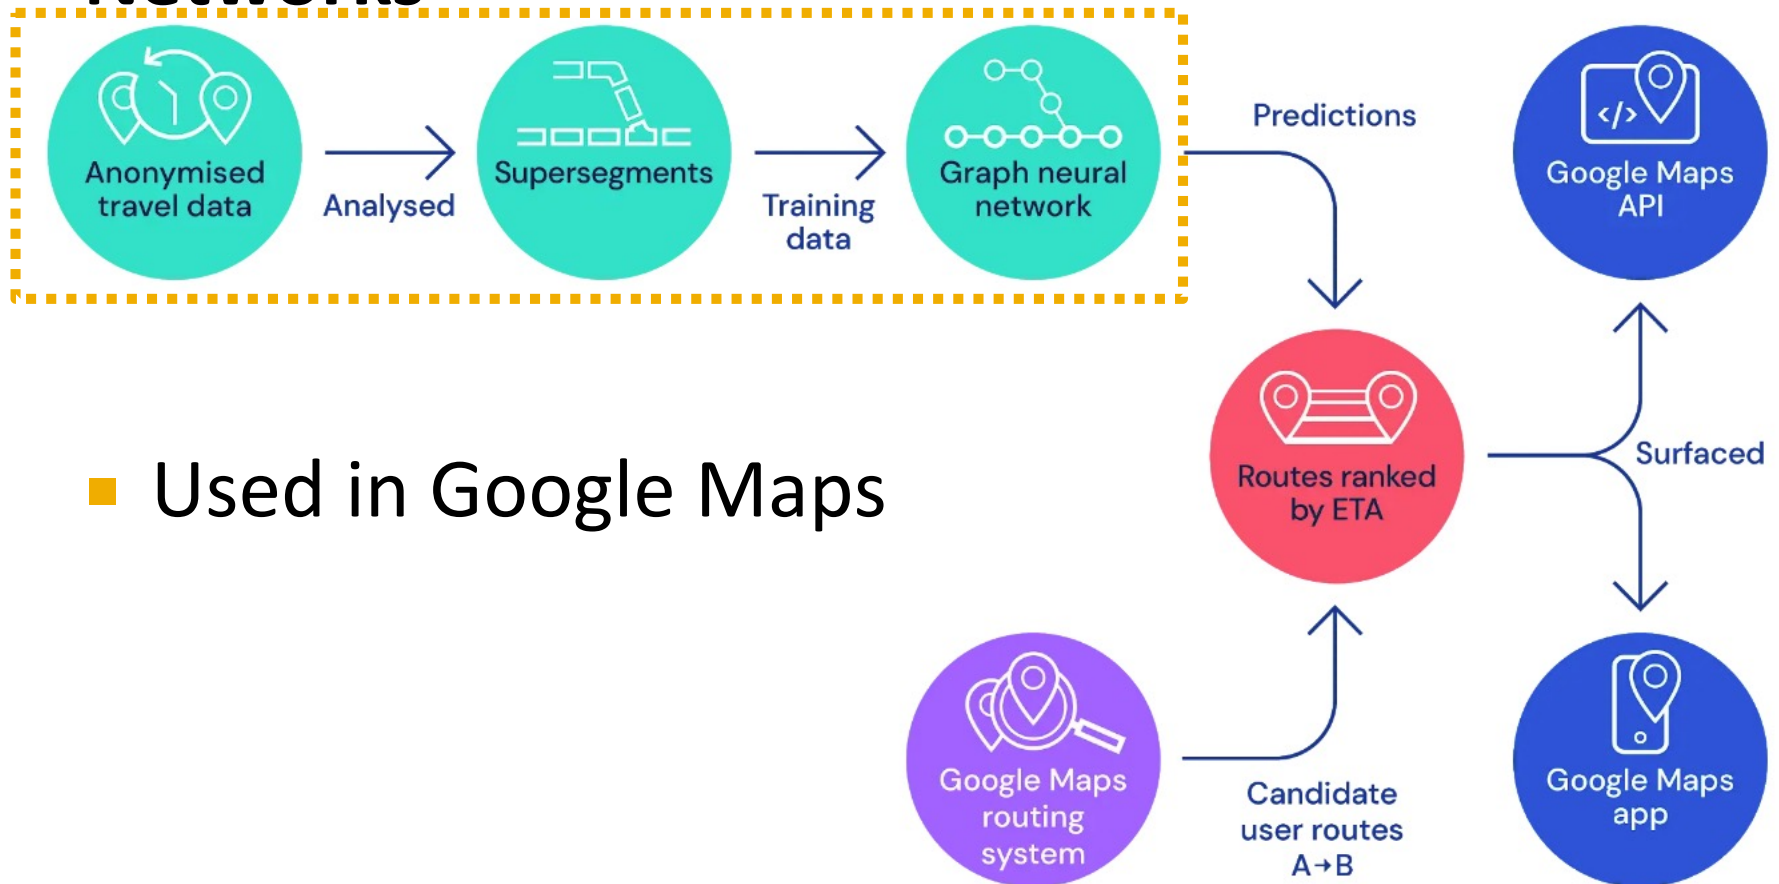 Networks
Anonymised
travel data
Analysed
Supersegments
Training
data
Graph neural
network
Predictions
</>
Google Maps
API
Used in Google Maps
Routes ranked
by ETA
Surfaced
Google Maps
routing
system
Candidate
user routes
A→B
Google Maps
app